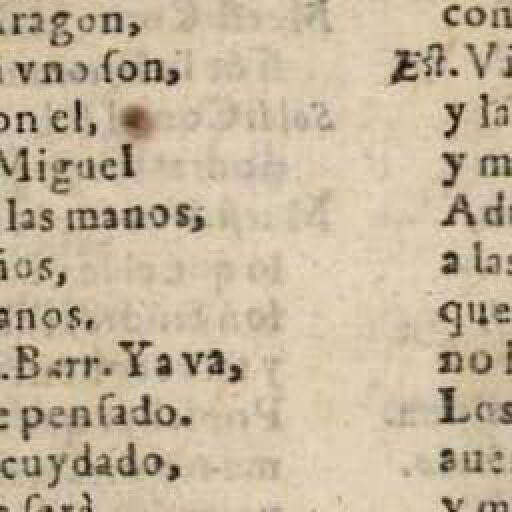 Aragon,
vno son,
on el,
Miguel
las manos,
ños,
anos.
.Barr. Ya va,
e pensado.
cuydado,
serà
con
Est. Vi
y la
y m
Ad
a las
que
no
Los
aue
y m